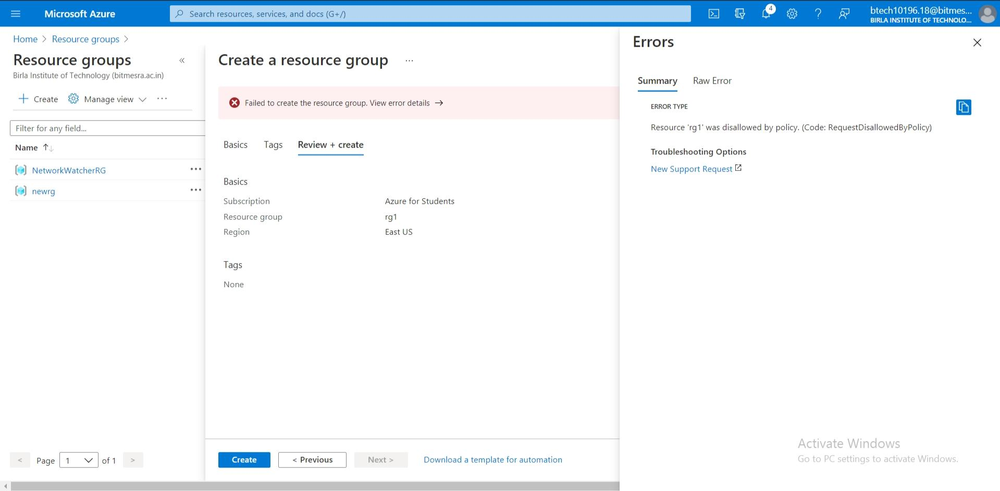 Microsoft Azure
Search resources, services, and docs (G+/)
4
btech10196.18@bitmes...
BIRLA INSTITUTE OF TECHNOLO...
Home > Resource groups >
Resource groups
«
Birla Institute of Technology (bitmesra.ac.in)
+ Create Manage view ...
Filter for any field...
Name ↑↓
NetworkWatcherRG ...
newrg ...
< Page 1 of 1 >
Create a resource group ...
Failed to create the resource group. View error details →
Basics Tags Review + create
Basics
Subscription Azure for Students
Resource group rg1
Region East US
Tags
None
Create < Previous Next > Download a template for automation
Errors
Summary Raw Error
ERROR TYPE
Resource 'rg1' was disallowed by policy. (Code: RequestDisallowedByPolicy)
Troubleshooting Options
New Support Request
Activate Windows
Go to PC settings to activate Windows.